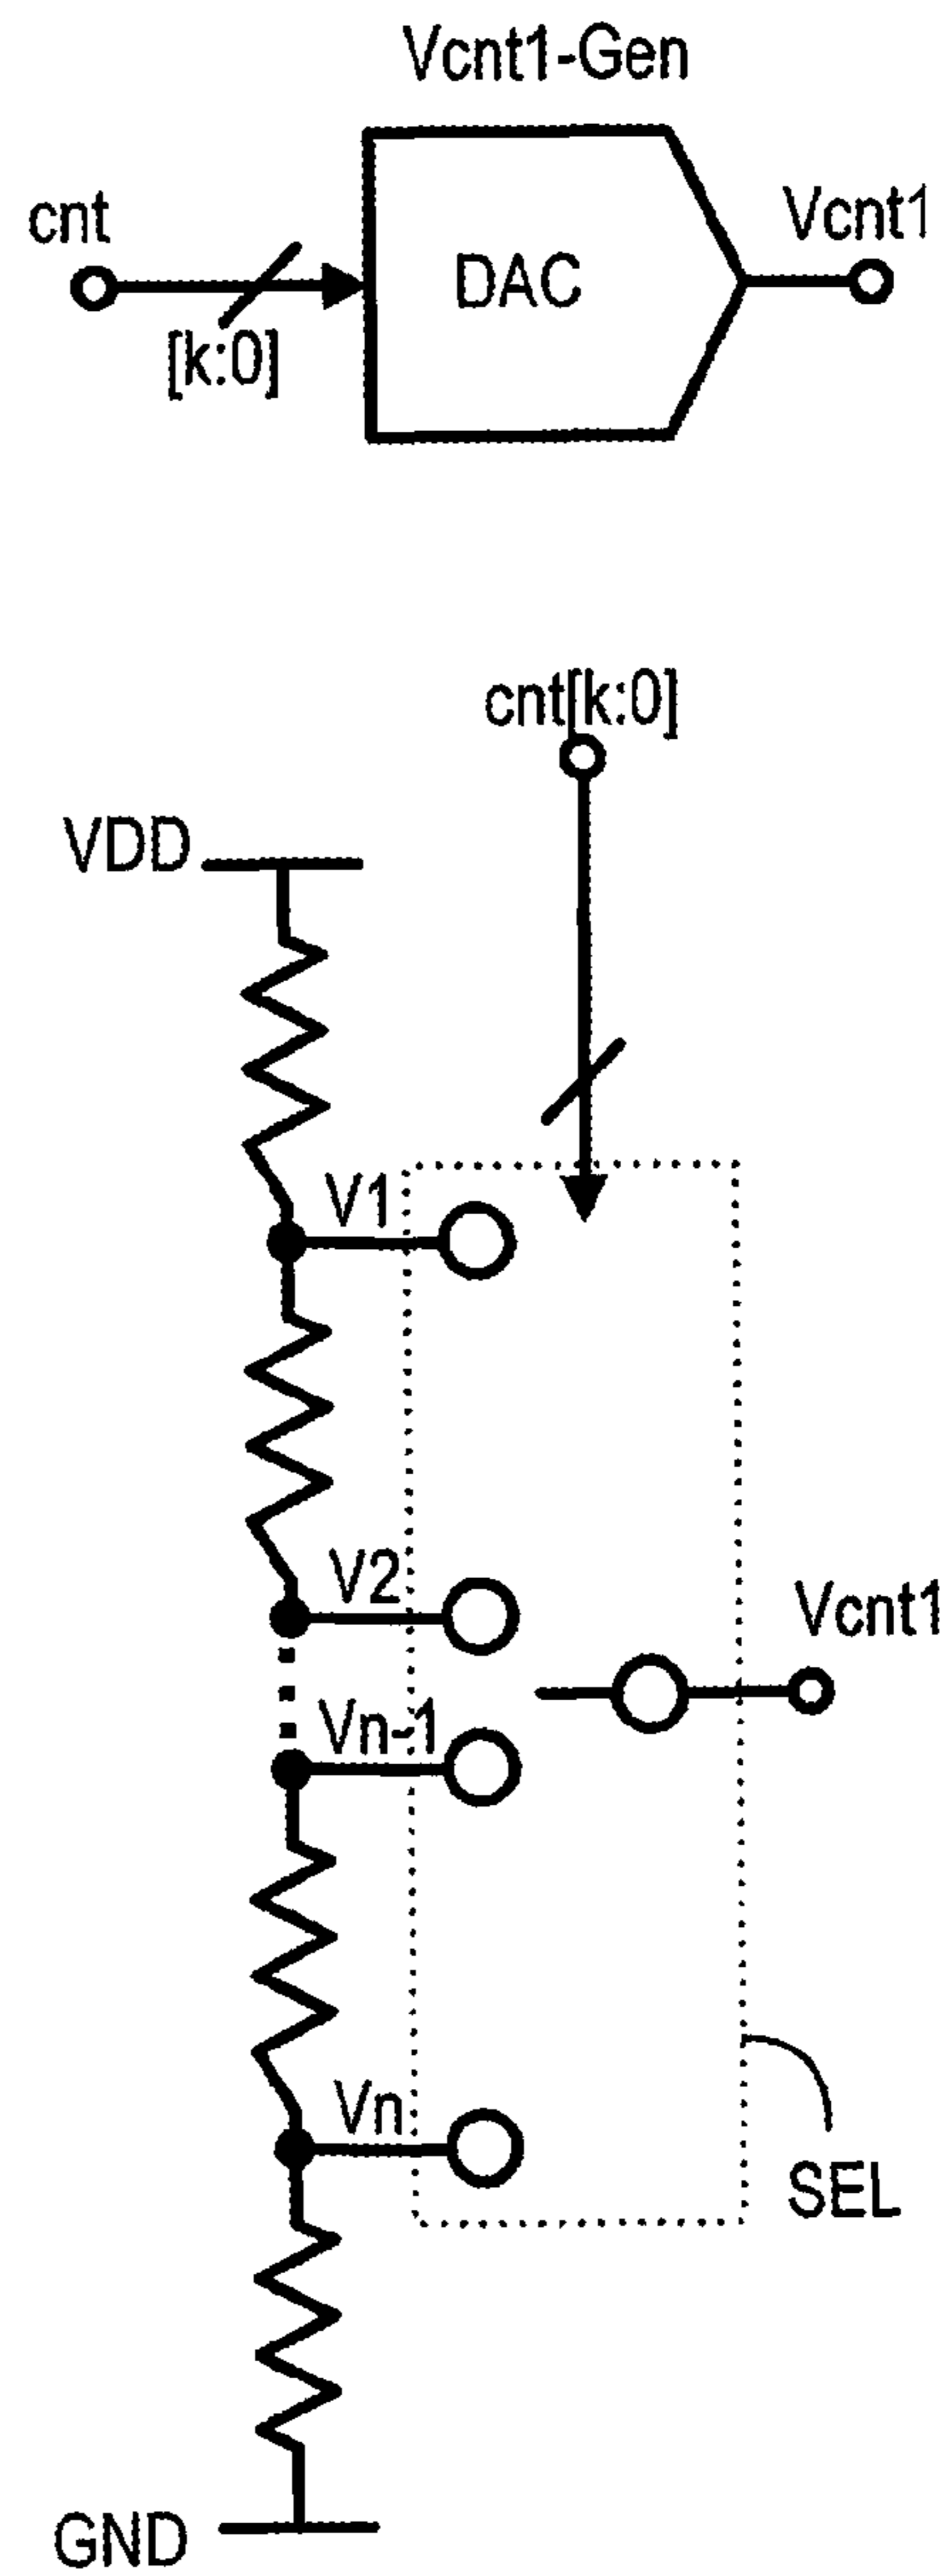 Vcnt1-Gen
cnt
DAC
Vcnt1
[k:0]
cnt[k:0]
VDD
V1
V2
Vcnt1
Vn-1
Vn
SEL
GND